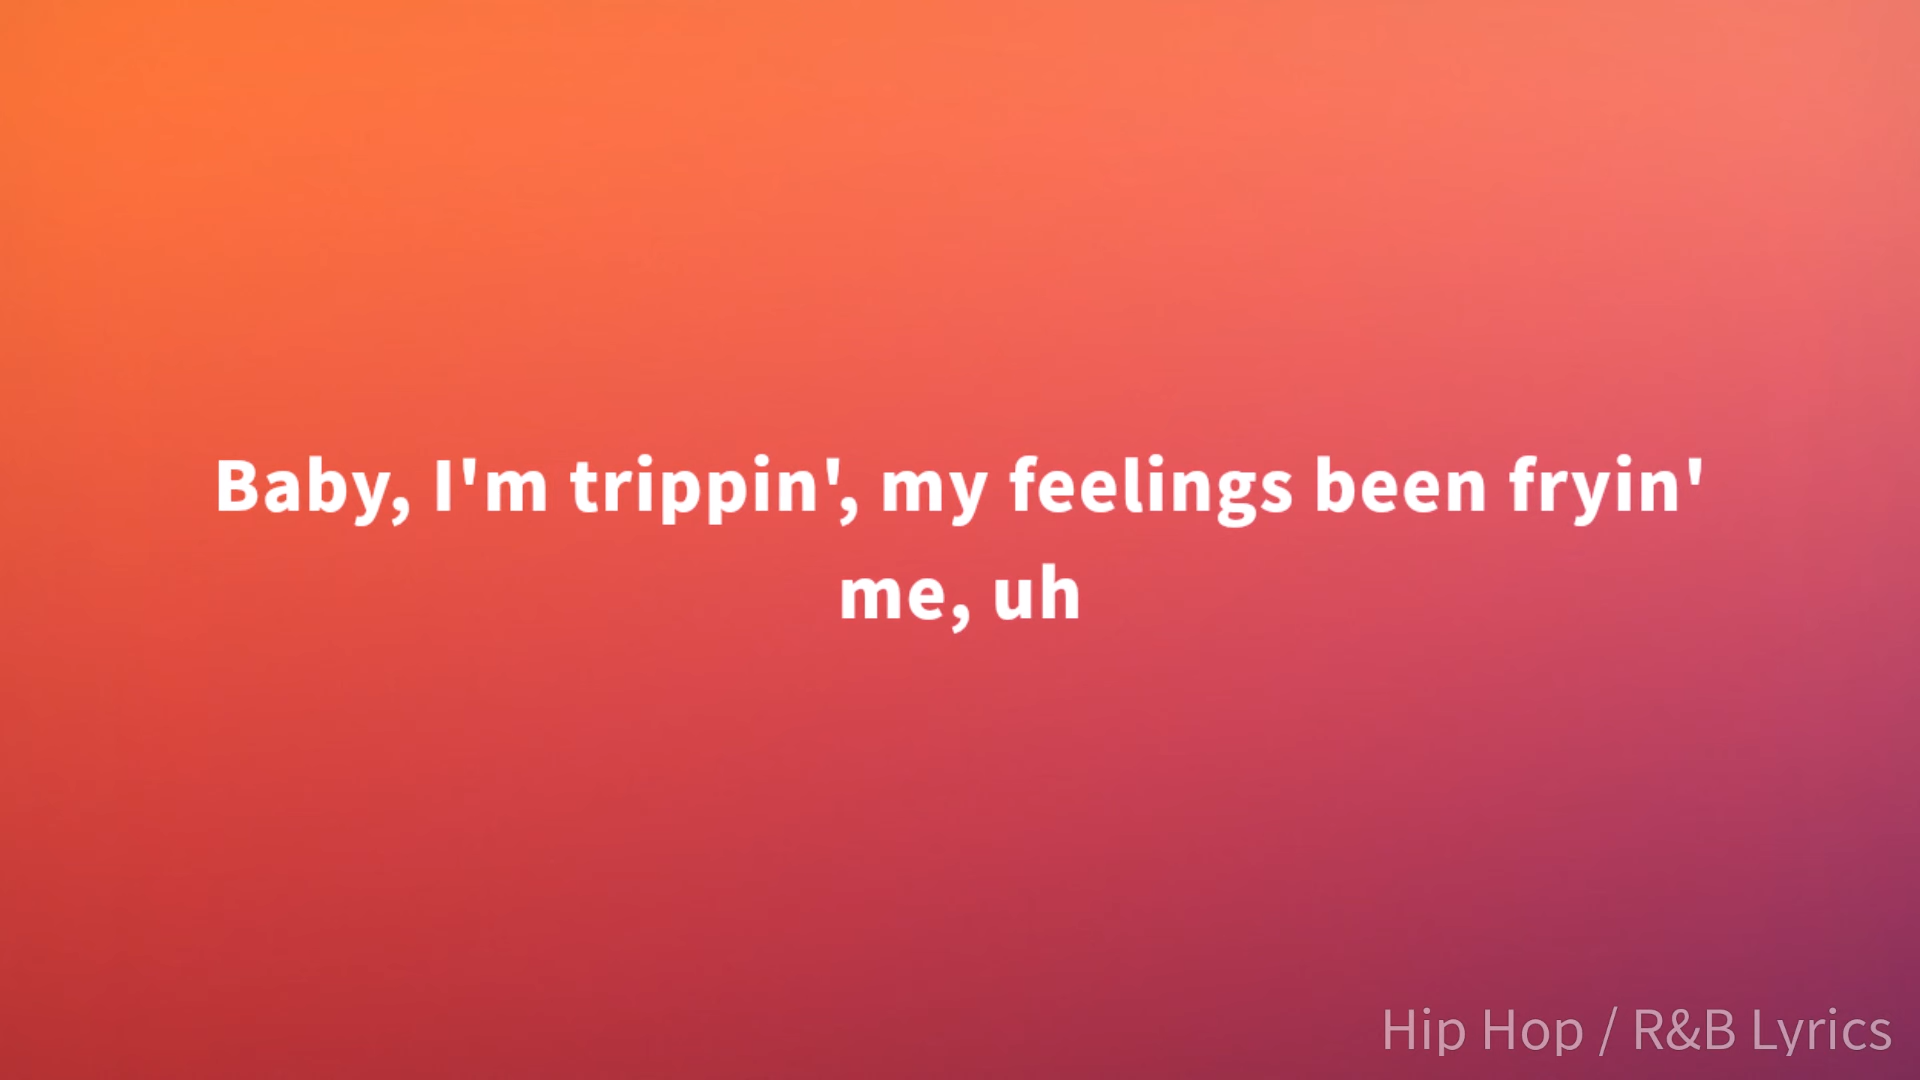 Baby, I'm trippin', my feelings been fryin'
me, uh
Hip Hop / R&B Lyrics